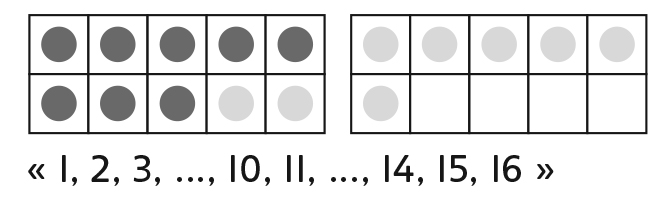 « 1, 2, 3, ..., 10, 11, ..., 14, 15, 16 »